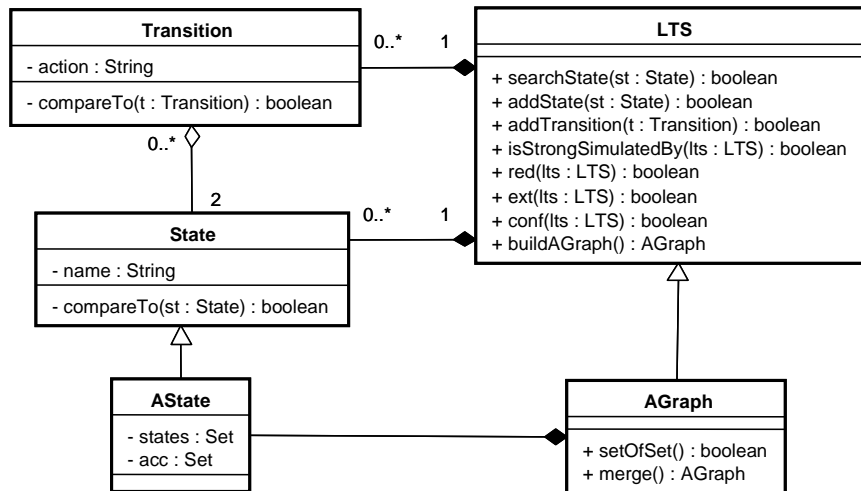 Transition
- action : String
- compareTo(t : Transition) : boolean
0..*
1
LTS
+ searchState(st : State) : boolean
+ addState(st : State) : boolean
+ addTransition(t : Transition) : boolean
+ isStrongSimulatedBy(lts : LTS) : boolean
+ red(lts : LTS) : boolean
+ ext(lts : LTS) : boolean
+ conf(lts : LTS) : boolean
+ buildAGraph() : AGraph
0..*
2
State
- name : String
- compareTo(st : State) : boolean
0..*
1
AState
- states : Set
- acc : Set
AGraph
+ setOfSet() : boolean
+ merge() : AGraph